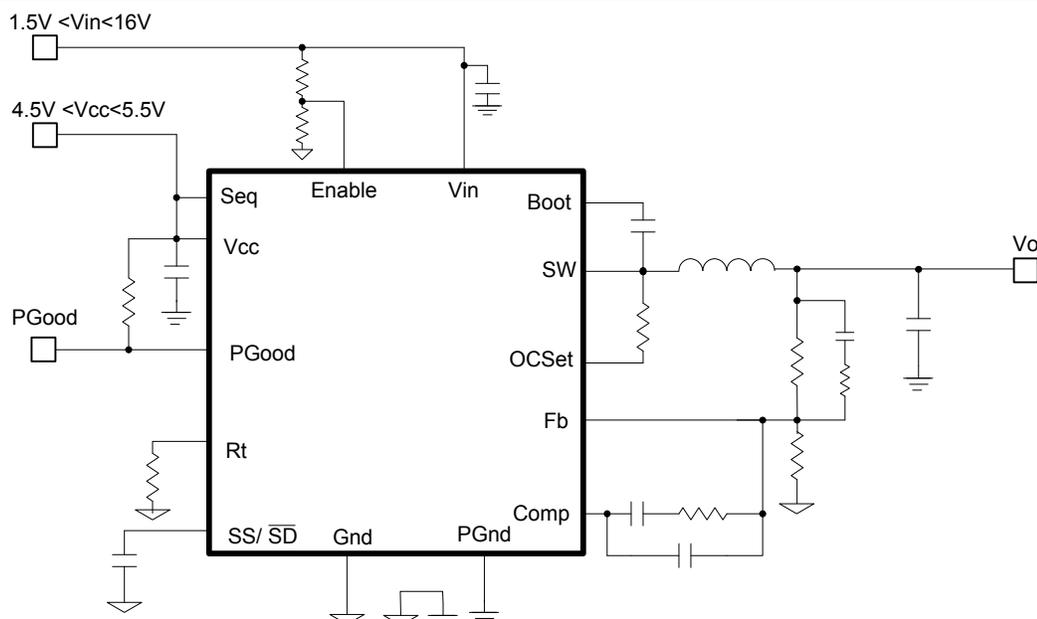 1.5V <Vin<16V
4.5V <Vcc<5.5V
Seq
Enable
Vin
Boot
Vcc
SW
Vo
PGood
PGood
OCSet
Fb
Rt
Comp
SS/ SD
Gnd
PGnd